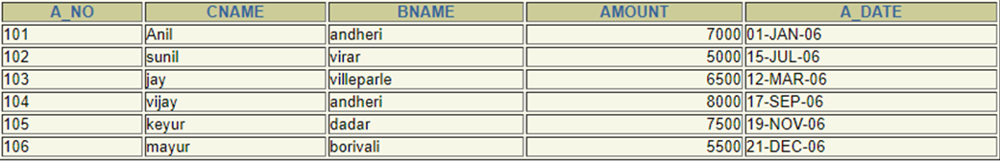 A_NO CNAME BNAME AMOUNT A_DATE
101 Anil andheri 7000 01-JAN-06
102 sunil virar 5000 15-JUL-06
103 jay villeparle 6500 12-MAR-06
104 vijay andheri 8000 17-SEP-06
105 keyur dadar 7500 19-NOV-06
106 mayur borivali 5500 21-DEC-06